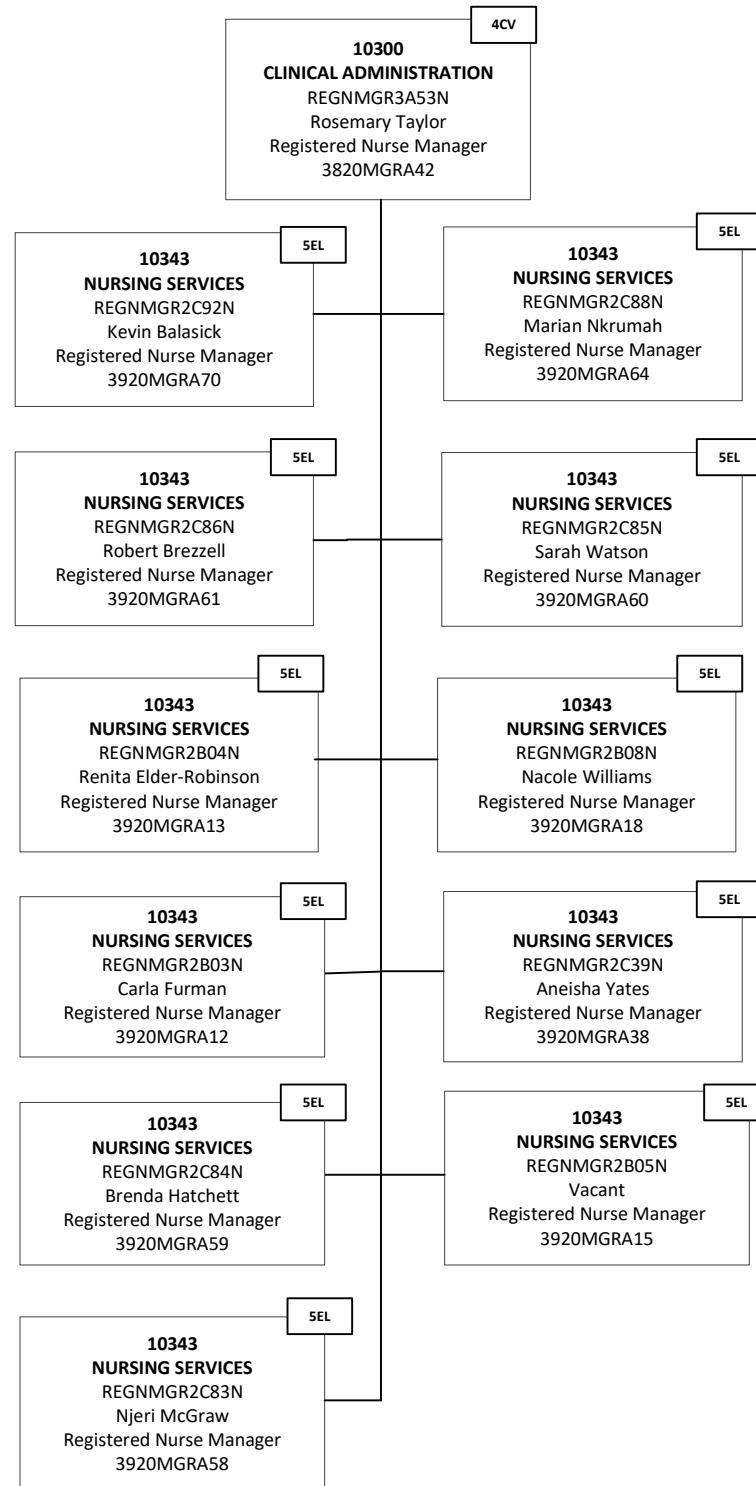 4CV
10300
CLINICAL ADMINISTRATION
REGNMGR3A53N
Rosemary Taylor
Registered Nurse Manager
3820MGRA42
5EL
10343
NURSING SERVICES
REGNMGR2C92N
Kevin Balasick
Registered Nurse Manager
3920MGRA70
5EL
10343
NURSING SERVICES
REGNMGR2C88N
Marian Nkrumah
Registered Nurse Manager
3920MGRA64
5EL
10343
NURSING SERVICES
REGNMGR2C86N
Robert Brezzell
Registered Nurse Manager
3920MGRA61
5EL
10343
NURSING SERVICES
REGNMGR2C85N
Sarah Watson
Registered Nurse Manager
3920MGRA60
5EL
10343
NURSING SERVICES
REGNMGR2B04N
Renita Elder-Robinson
Registered Nurse Manager
3920MGRA13
5EL
10343
NURSING SERVICES
REGNMGR2B08N
Nacole Williams
Registered Nurse Manager
3920MGRA18
5EL
10343
NURSING SERVICES
REGNMGR2B03N
Carla Furman
Registered Nurse Manager
3920MGRA12
5EL
10343
NURSING SERVICES
REGNMGR2C39N
Aneisha Yates
Registered Nurse Manager
3920MGRA38
5EL
10343
NURSING SERVICES
REGNMGR2C84N
Brenda Hatchett
Registered Nurse Manager
3920MGRA59
5EL
10343
NURSING SERVICES
REGNMGR2B05N
Vacant
Registered Nurse Manager
3920MGRA15
5EL
10343
NURSING SERVICES
REGNMGR2C83N
Njeri McGraw
Registered Nurse Manager
3920MGRA58